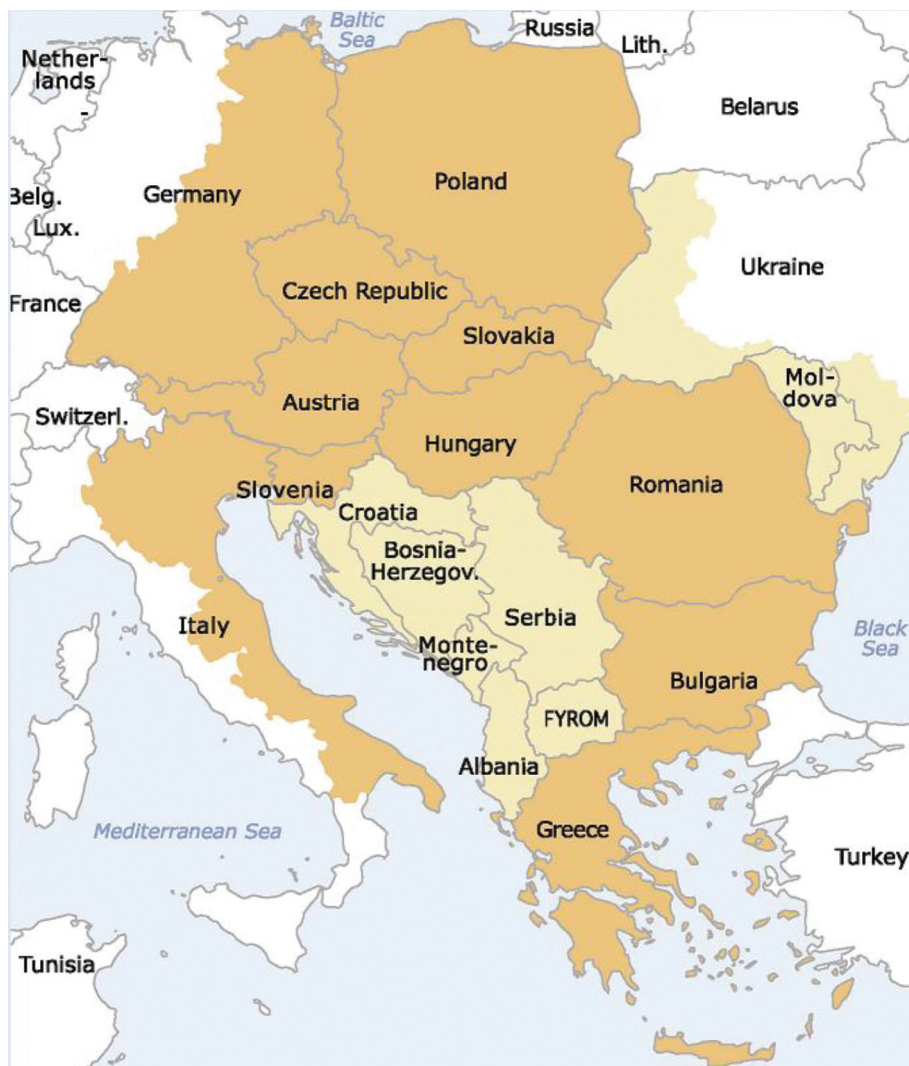 Baltic
Sea
Russia
Lith.
Nether-
lands
-
Belarus
Belg.
Germany
Poland
Lux.
Ukraine
France
Czech Republic
Slovakia
Mol-
dova
Switzerl.
Austria
Hungary
Slovenia
Romania
Croatia
Bosnia-
Herzegov.
Serbia
Italy
Monte-
negro
Black
Sea
Bulgaria
FYROM
Albania
Mediterranean Sea
Greece
Turkey
Tunisia